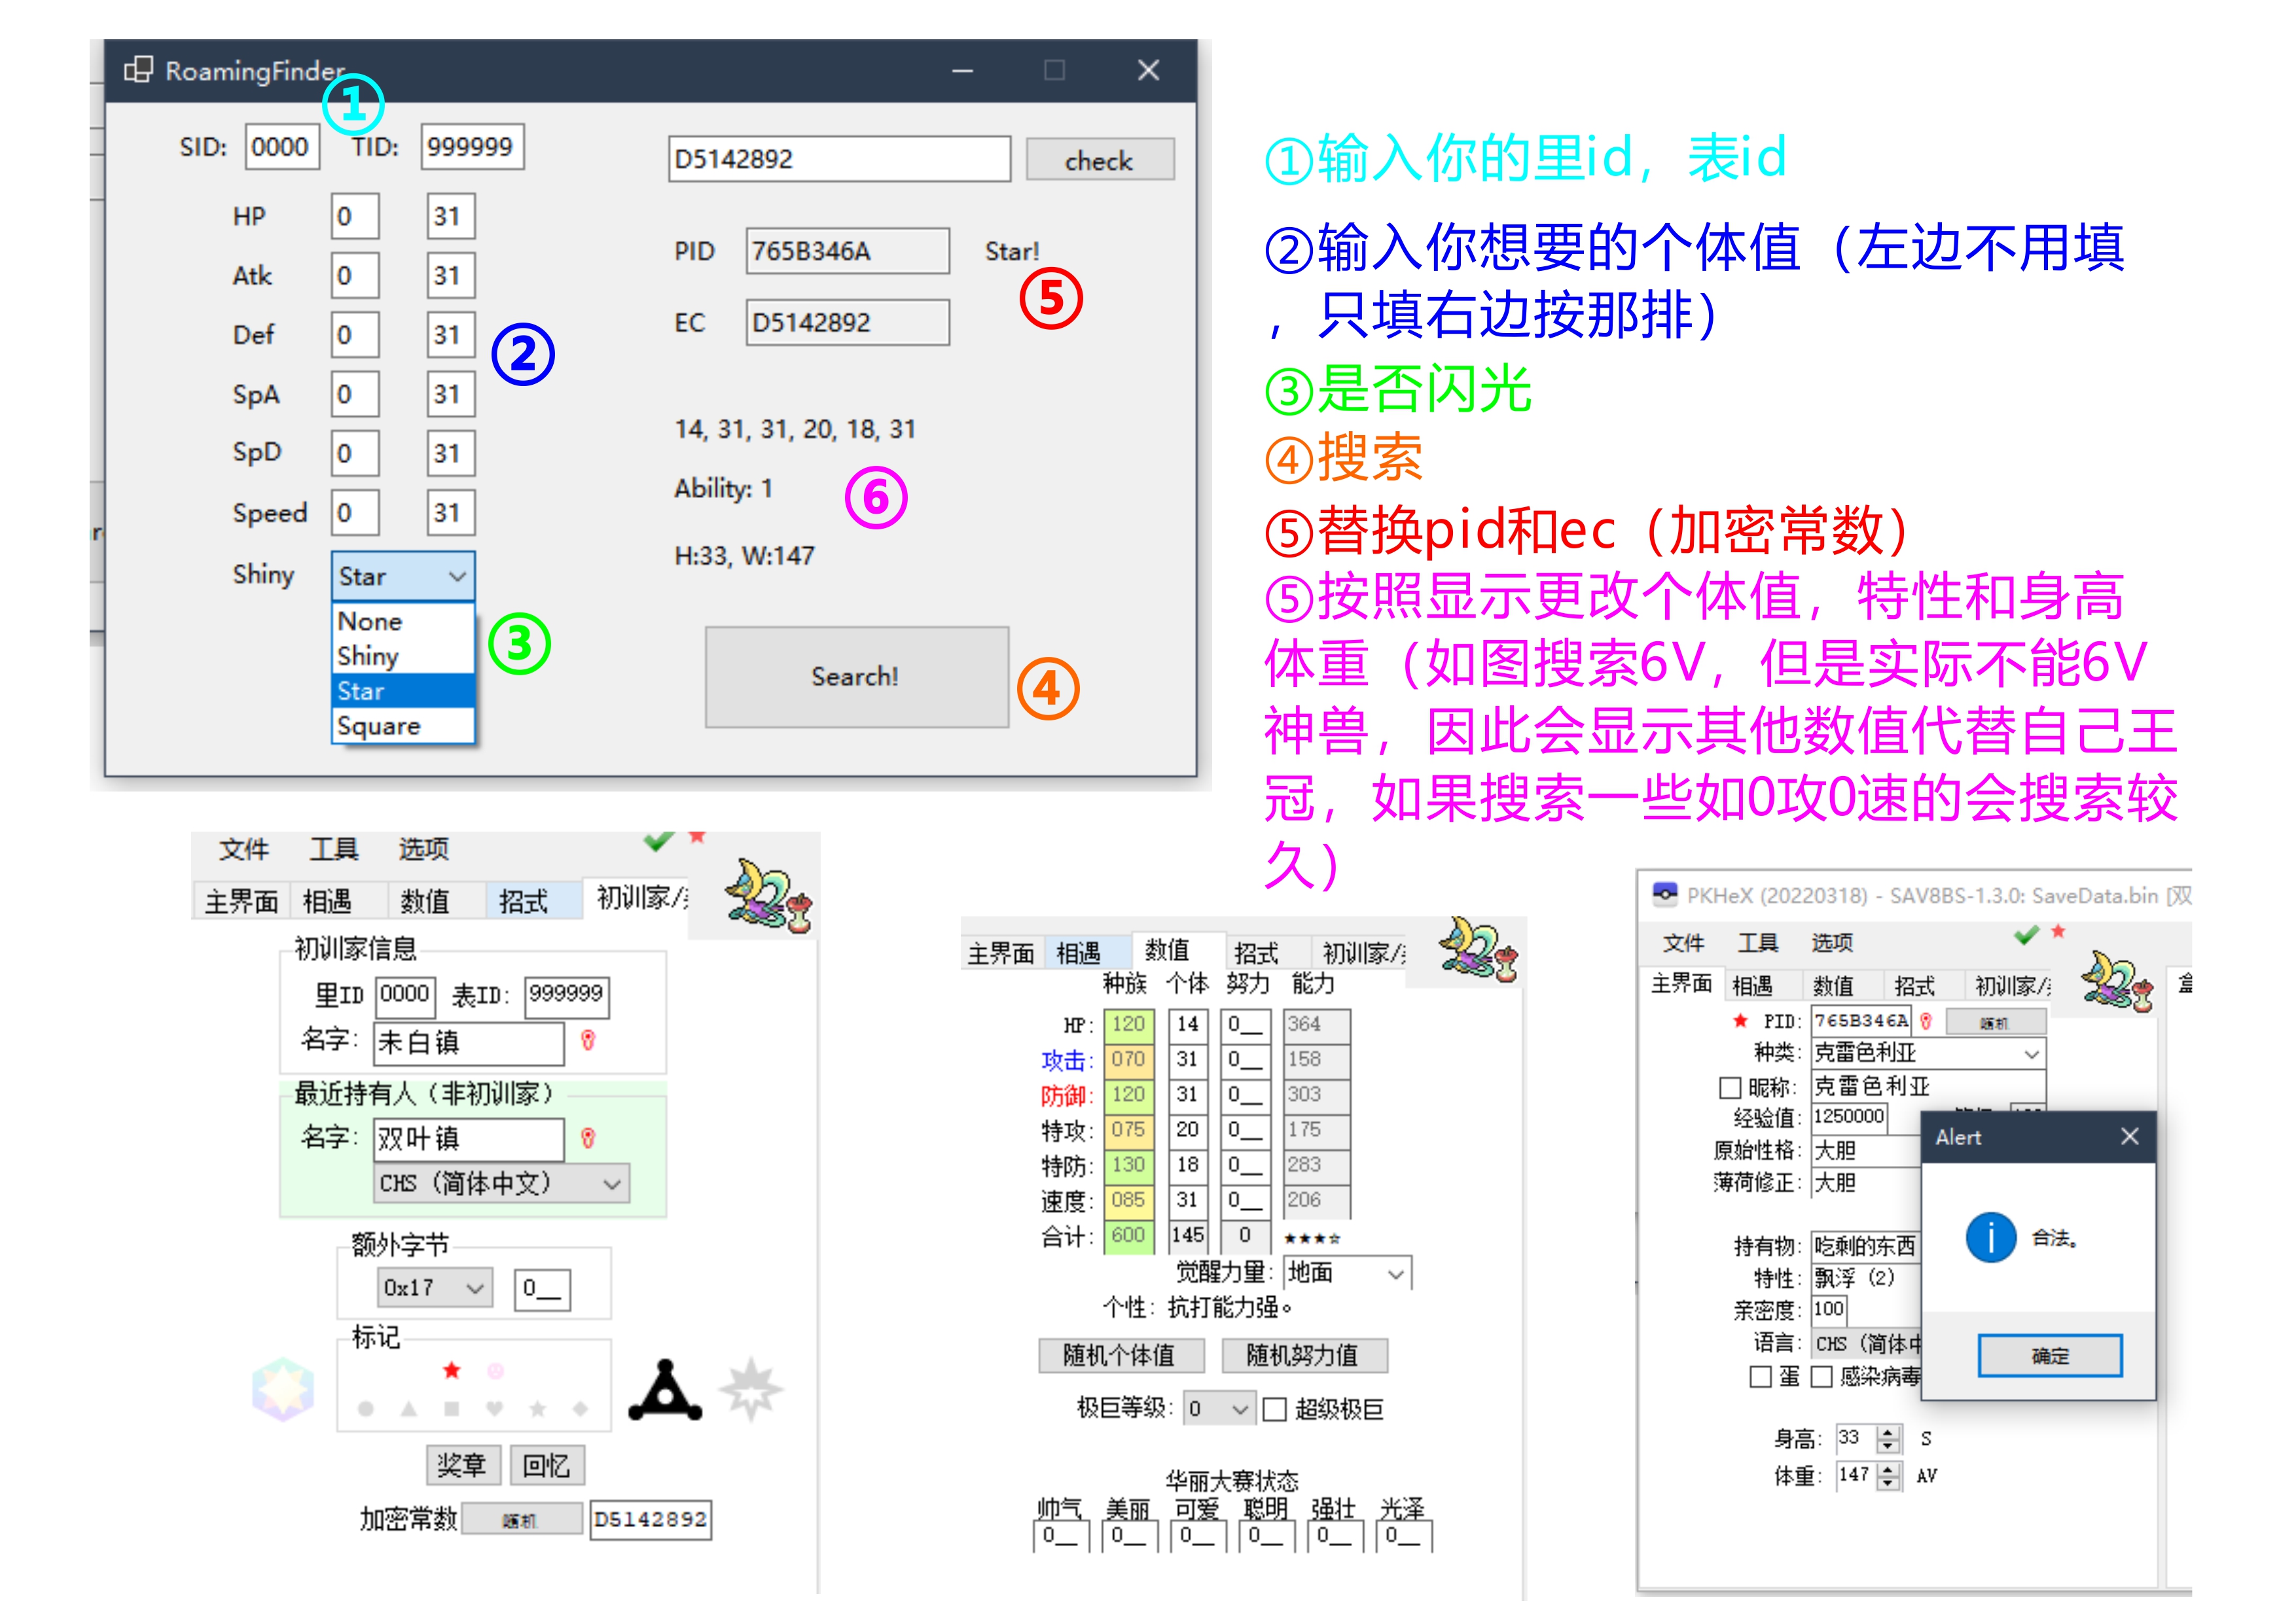 RoamingFinder
①
SID: 0000 TID: 999999
D5142892 check
HP 0 31
Atk 0 31
Def 0 31
②
SpA 0 31
SpD 0 31
Speed 0 31
Shiny Star
None
Shiny
Star
Square
③
PID 765B346A Star!
⑤
EC D5142892
14, 31, 31, 20, 18, 31
Ability: 1
⑥
H:33, W:147
Search!
④
①输入你的里id，表id
②输入你想要的个体值（左边不用填
，只填右边按那排）
③是否闪光
④搜索
⑤替换pid和ec（加密常数）
⑤按照显示更改个体值，特性和身高
体重（如图搜索6V，但是实际不能6V
神兽，因此会显示其他数值代替自己王
冠，如果搜索一些如0攻0速的会搜索较
久）
文件 工具 选项
主界面 相遇 数值 招式 初训家/
初训家信息
里ID 0000 表ID: 999999
名字: 未白镇
最近持有人（非初训家）
名字: 双叶镇
CHS（简体中文）
额外字节
0x17 0__
标记
奖章 回忆
加密常数 随机 D5142892
主界面 相遇 数值 招式 初训家/
种族 个体 努力 能力
HP: 120 14 0__ 364
攻击: 070 31 0__ 158
防御: 120 31 0__ 303
特攻: 075 20 0__ 175
特防: 130 18 0__ 283
速度: 085 31 0__ 206
合计: 600 145 0 ★★★☆
觉醒力量: 地面
个性: 抗打能力强。
随机个体值 随机努力值
极巨等级: 0 超级极巨
华丽大赛状态
帅气 美丽 可爱 聪明 强壮 光泽
0__ 0__ 0__ 0__ 0__ 0__
PKHeX (20220318) - SAV8BS-1.3.0: SaveData.bin [双
文件 工具 选项
主界面 相遇 数值 招式 初训家/
PID: 765B346A 随机
种类: 克雷色利亚
昵称: 克雷色利亚
经验值: 1250000
原始性格: 大胆
薄荷修正: 大胆
持有物: 吃剩的东西
特性: 飘浮（2）
亲密度: 100
语言: CHS（简体中
蛋 感染病毒
身高: 33 S
体重: 147 AV
Alert
合法。
确定